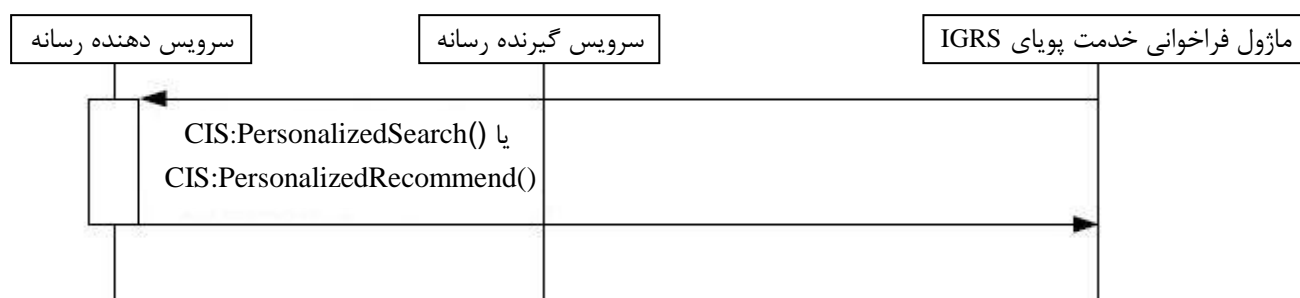 ماژول فراخوانی خدمت پویای IGRS
سرویس گیرنده رسانه
سرویس دهنده رسانه
CIS:PersonalizedSearch() یا
CIS:PersonalizedRecommend()